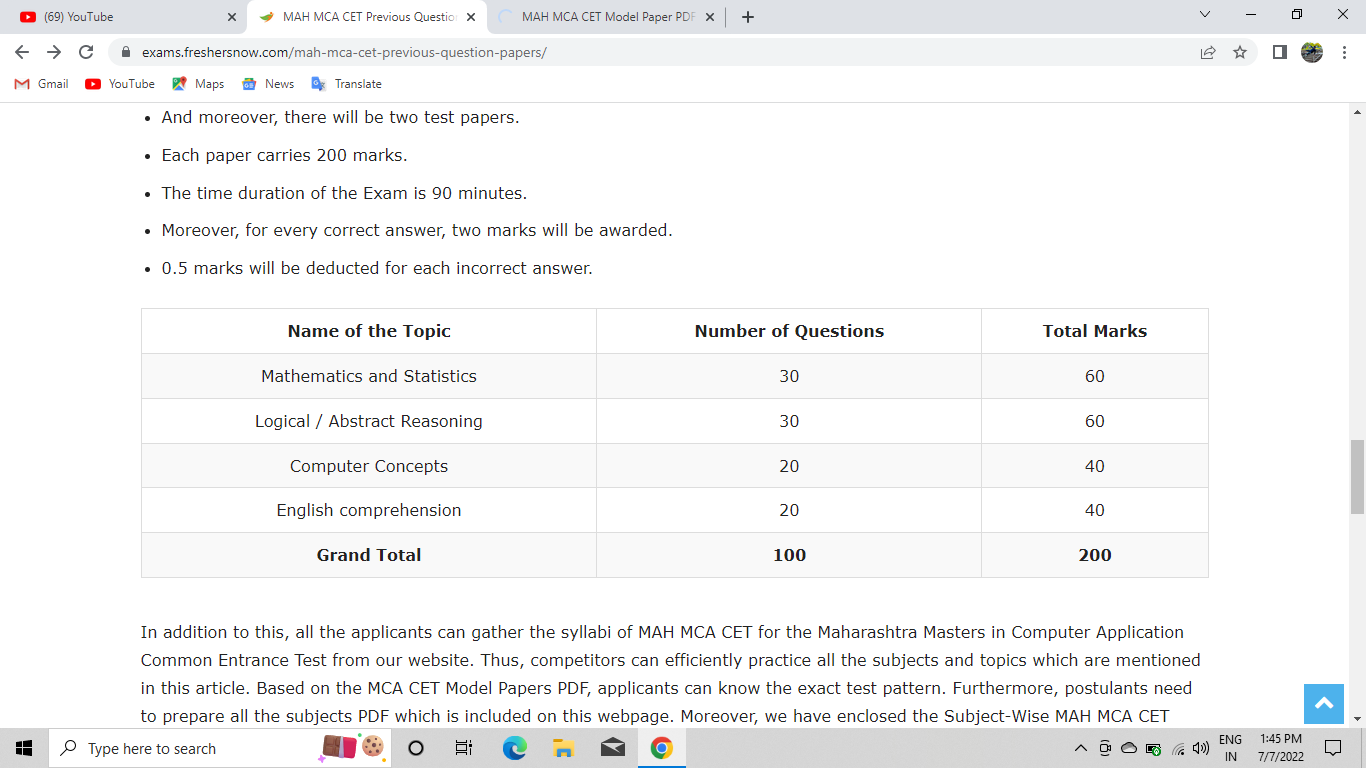 (69) YouTube
MAH MCA CET Previous Question
MAH MCA CET Model Paper PDF
exams.freshersnow.com/mah-mca-cet-previous-question-papers/
Gmail YouTube Maps News Translate
• And moreover, there will be two test papers.
• Each paper carries 200 marks.
• The time duration of the Exam is 90 minutes.
• Moreover, for every correct answer, two marks will be awarded.
• 0.5 marks will be deducted for each incorrect answer.
Name of the Topic Number of Questions Total Marks
Mathematics and Statistics 30 60
Logical / Abstract Reasoning 30 60
Computer Concepts 20 40
English comprehension 20 40
Grand Total 100 200
In addition to this, all the applicants can gather the syllabi of MAH MCA CET for the Maharashtra Masters in Computer Application
Common Entrance Test from our website. Thus, competitors can efficiently practice all the subjects and topics which are mentioned
in this article. Based on the MCA CET Model Papers PDF, applicants can know the exact test pattern. Furthermore, postulants need
to prepare all the subjects PDF which is included on this webpage. Moreover, we have enclosed the Subject-Wise MAH MCA CET
Type here to search
ENG
IN
1:45 PM
7/7/2022